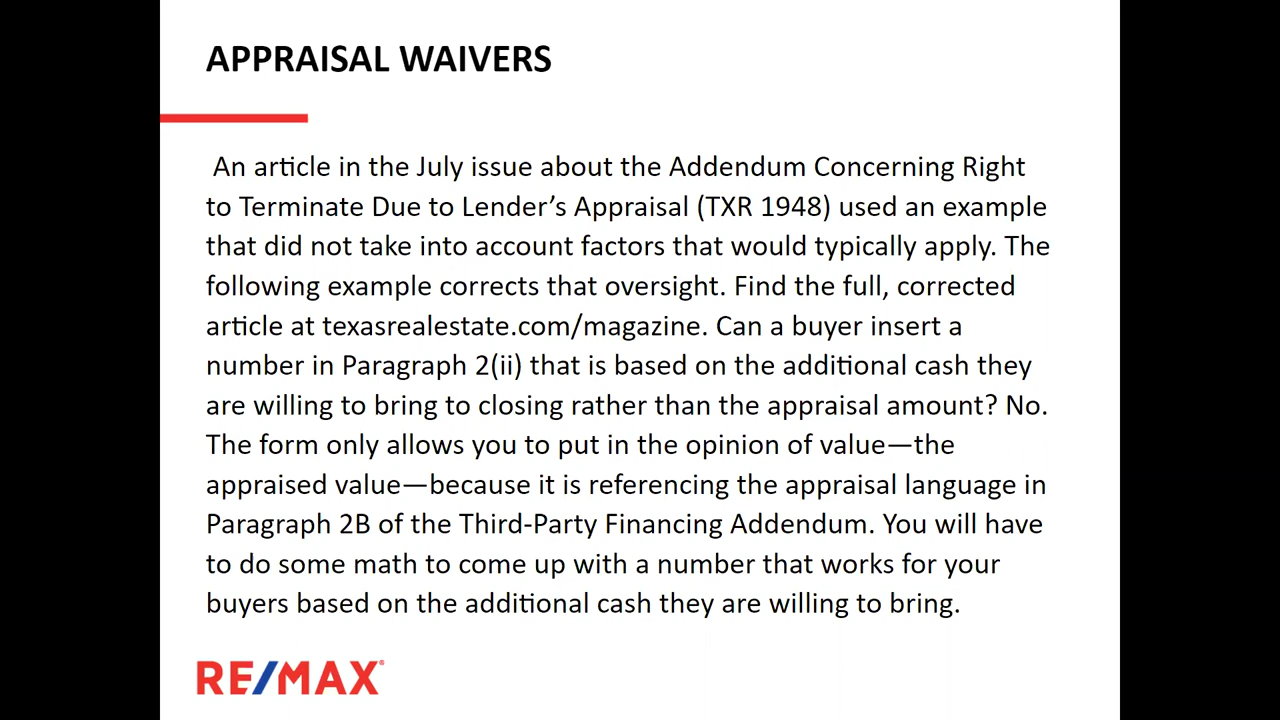 APPRAISAL WAIVERS
An article in the July issue about the Addendum Concerning Right
to Terminate Due to Lender’s Appraisal (TXR 1948) used an example
that did not take into account factors that would typically apply. The
following example corrects that oversight. Find the full, corrected
article at texasrealestate.com/magazine. Can a buyer insert a
number in Paragraph 2(ii) that is based on the additional cash they
are willing to bring to closing rather than the appraisal amount? No.
The form only allows you to put in the opinion of value—the
appraised value—because it is referencing the appraisal language in
Paragraph 2B of the Third-Party Financing Addendum. You will have
to do some math to come up with a number that works for your
buyers based on the additional cash they are willing to bring.
RE/MAX®